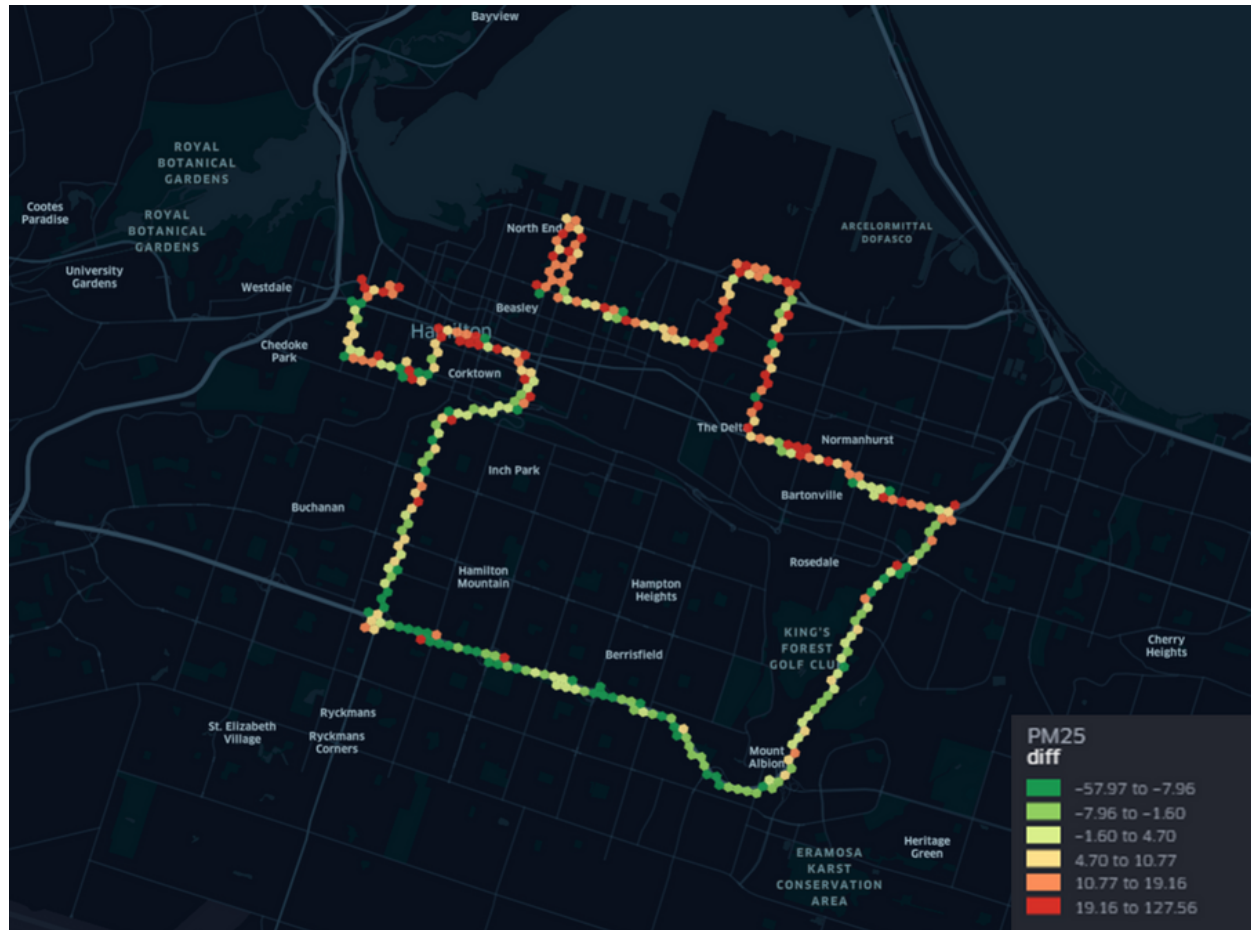 Bayview
ROYAL
BOTANICAL
GARDENS
Cootes
Paradise
ROYAL
BOTANICAL
GARDENS
North End
ARCELORMITTAL
DOFASCO
University
Gardens
Westdale
Beasley
Hamilton
Chedoke
Park
Corktown
The Delta
Normanhurst
Inch Park
Bartonville
Buchanan
Rosedale
Hamilton
Mountain
Hampton
Heights
KING'S
FOREST
GOLF CLUB
Cherry
Heights
Berrisfield
Ryckmans
St. Elizabeth
Village
Ryckmans
Corners
Mount
Albion
Heritage
Green
ERAMOSA
KARST
CONSERVATION
AREA
PM25
diff
-57.97 to -7.96
-7.96 to -1.60
-1.60 to 4.70
4.70 to 10.77
10.77 to 19.16
19.16 to 127.56